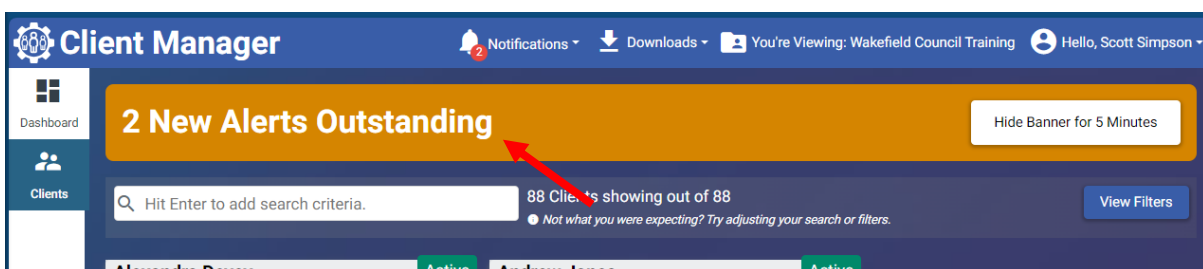 Client Manager
2
Notifications
Downloads
You're Viewing: Wakefield Council Training
Hello, Scott Simpson
Dashboard
2 New Alerts Outstanding
Hide Banner for 5 Minutes
Clients
Hit Enter to add search criteria.
88 Clients showing out of 88
Not what you were expecting? Try adjusting your search or filters.
View Filters
Active
Andrew Jones
Active